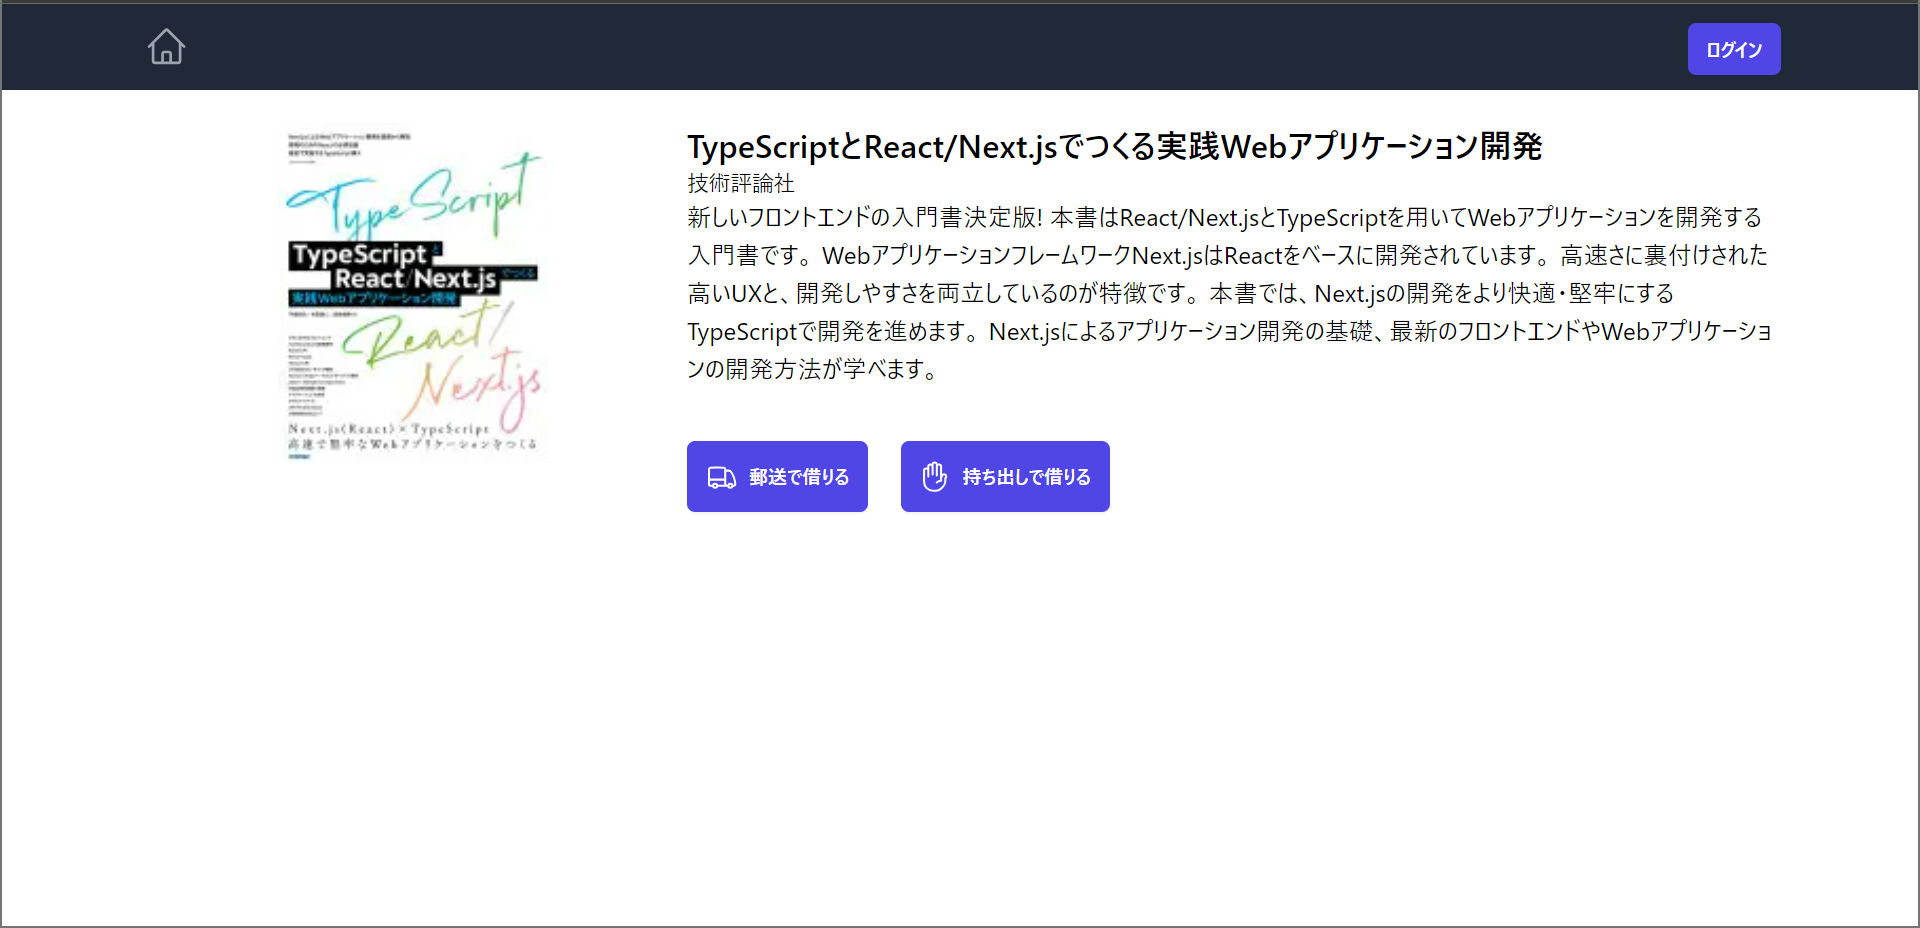 ログイン
TypeScript
TypeScriptと
React/Next.jsでつくる
実践Webアプリケーション開発
React/
Next.js
Next.js(React)×TypeScript
高速で堅牢なWebアプリケーションをつくる
TypeScriptとReact/Next.jsでつくる実践Webアプリケーション開発
技術評論社
新しいフロントエンドの入門書決定版! 本書はReact/Next.jsとTypeScriptを用いてWebアプリケーションを開発する
入門書です。WebアプリケーションフレームワークNext.jsはReactをベースに開発されています。高速さに裏付けされた
高いUXと、開発しやすさを両立しているのが特徴です。本書では、Next.jsの開発をより快適・堅牢にする
TypeScriptで開発を進めます。Next.jsによるアプリケーション開発の基礎、最新のフロントエンドやWebアプリケーショ
ンの開発方法が学べます。
郵送で借りる
持ち出しで借りる